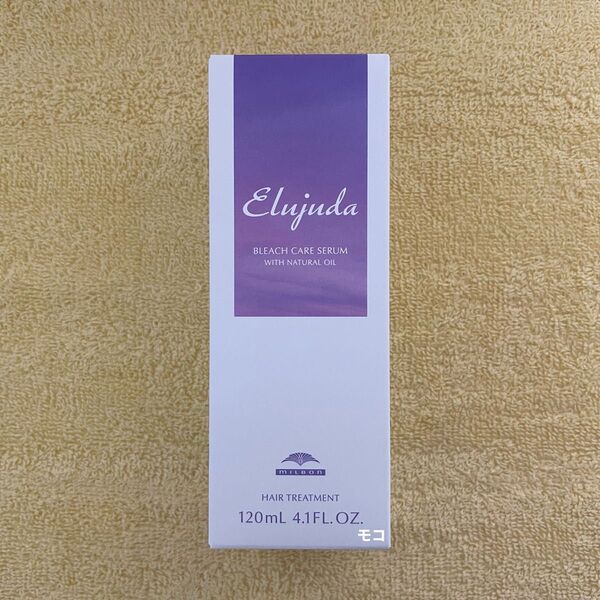 Elujuda
BLEACH CARE SERUM
WITH NATURAL OIL
milbon
HAIR TREATMENT
120mL 4.1FL.OZ.
モコ